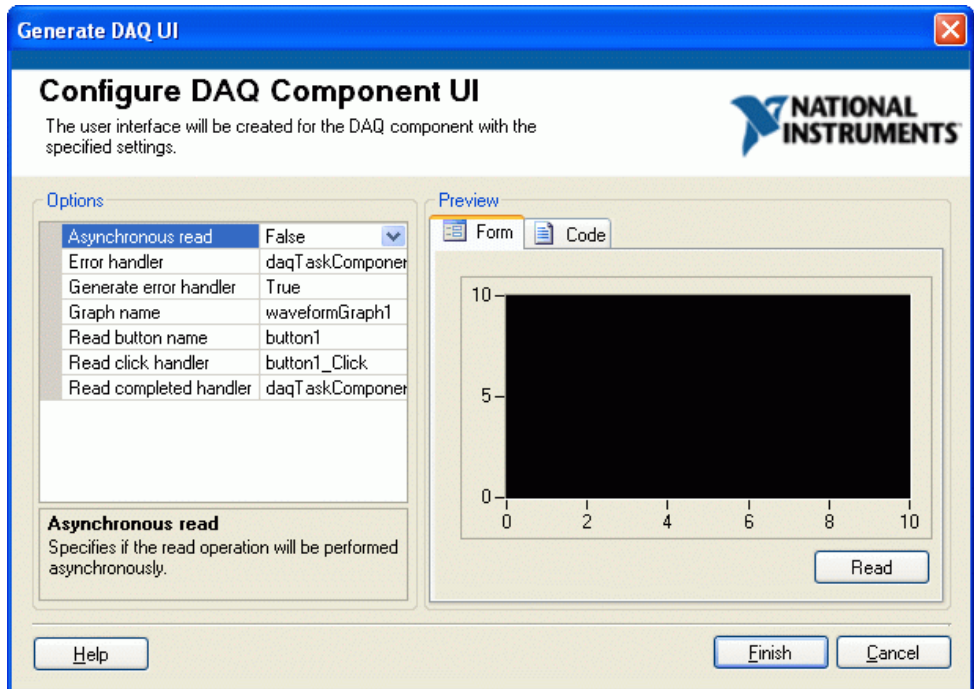 Generate DAQ UI
Configure DAQ Component UI
The user interface will be created for the DAQ component with the
specified settings.
NATIONAL
INSTRUMENTS
Options
Asynchronous read False
Error handler daqTaskComponen
Generate error handler True
Graph name waveformGraph1
Read button name button1
Read click handler button1_Click
Read completed handler daqTaskComponen
Asynchronous read
Specifies if the read operation will be performed
asynchronously.
Preview
Form Code
10
5
0
0 2 4 6 8 10
Read
Help Finish Cancel